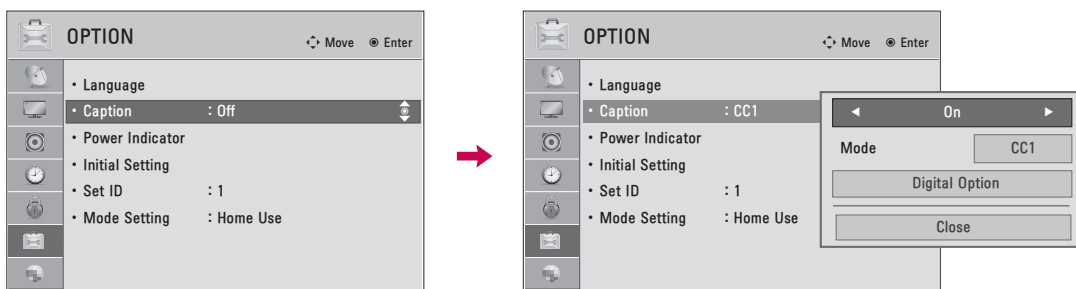 OPTION
Move Enter
• Language
• Caption : Off
• Power Indicator
• Initial Setting
• Set ID : 1
• Mode Setting : Home Use
OPTION
Move Enter
• Language
• Caption : CC1
• Power Indicator
• Initial Setting
• Set ID : 1
• Mode Setting : Home Use
On
Mode CC1
Digital Option
Close